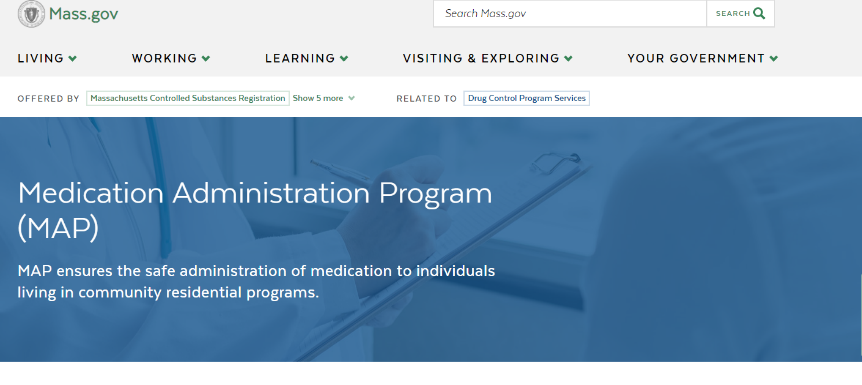 Mass.gov
Search Mass.gov
SEARCH
LIVING WORKING LEARNING VISITING & EXPLORING YOUR GOVERNMENT
OFFERED BY Massachusetts Controlled Substances Registration Show 5 more RELATED TO Drug Control Program Services
Medication Administration Program
(MAP)
MAP ensures the safe administration of medication to individuals
living in community residential programs.